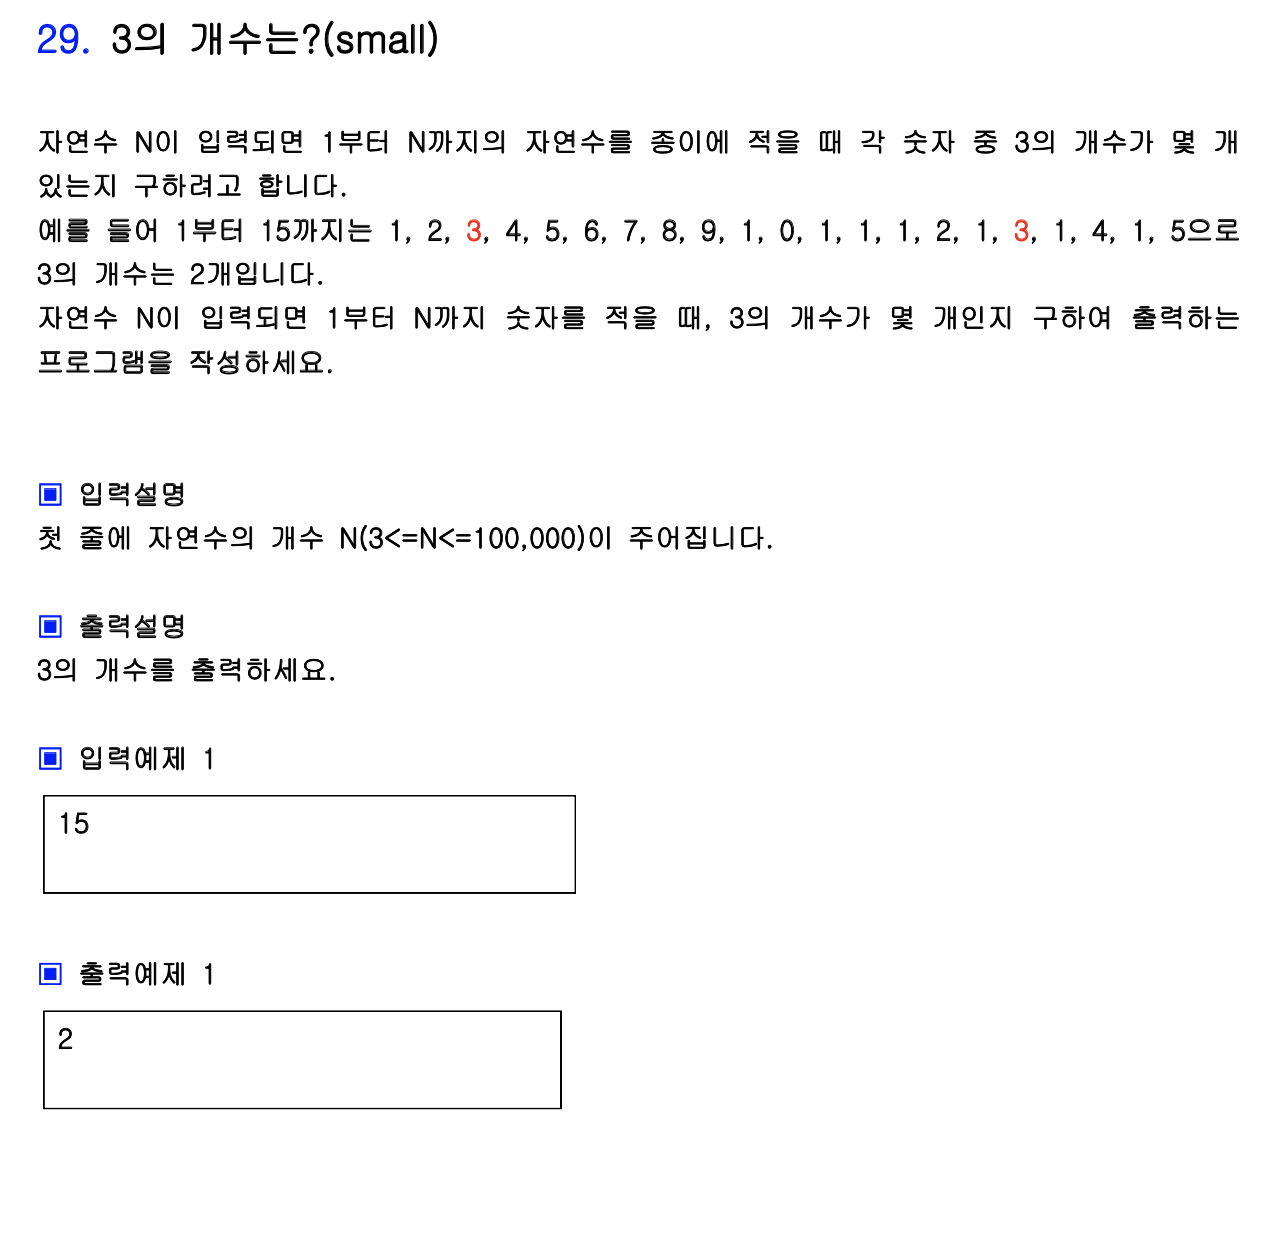 29. 3의 개수는?(small)
자연수 N이 입력되면 1부터 N까지의 자연수를 종이에 적을 때 각 숫자 중 3의 개수가 몇 개
있는지 구하려고 합니다.
예를 들어 1부터 15까지는 1, 2, 3, 4, 5, 6, 7, 8, 9, 1, 0, 1, 1, 1, 2, 1, 3, 1, 4, 1, 5으로
3의 개수는 2개입니다.
자연수 N이 입력되면 1부터 N까지 숫자를 적을 때, 3의 개수가 몇 개인지 구하여 출력하는
프로그램을 작성하세요.
▣ 입력설명
첫 줄에 자연수의 개수 N(3<=N<=100,000)이 주어집니다.
▣ 출력설명
3의 개수를 출력하세요.
▣ 입력예제 1
15
▣ 출력예제 1
2